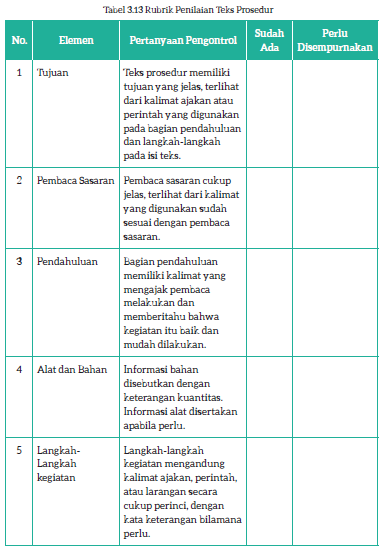 Tabel 3.13 Rubrik Penilaian Teks Prosedur
No. Elemen Pertanyaan Pengontrol Sudah Ada Perlu Disempurnakan
1 Tujuan Teks prosedur memiliki
tujuan yang jelas, terlihat
dari kalimat ajakan atau
perintah yang digunakan
pada bagian pendahuluan
dan langkah-langkah
pada isi teks.
2 Pembaca Sasaran Pembaca sasaran cukup
jelas, terlihat dari kalimat
yang digunakan sudah
sesuai dengan pembaca
sasaran.
3 Pendahuluan Bagian pendahuluan
memiliki kalimat yang
mengajak pembaca
melakukan dan
memberitahu bahwa
kegiatan itu baik dan
mudah dilakukan.
4 Alat dan Bahan Informasi bahan
disebutkan dengan
keterangan kuantitas.
Informasi alat disertakan
apabila perlu.
5 Langkah- Langkah-langkah
Langkah kegiatan mengandung
kegiatan kalimat ajakan, perintah,
atau larangan secara
cukup perinci, dengan
kata keterangan bilamana
perlu.